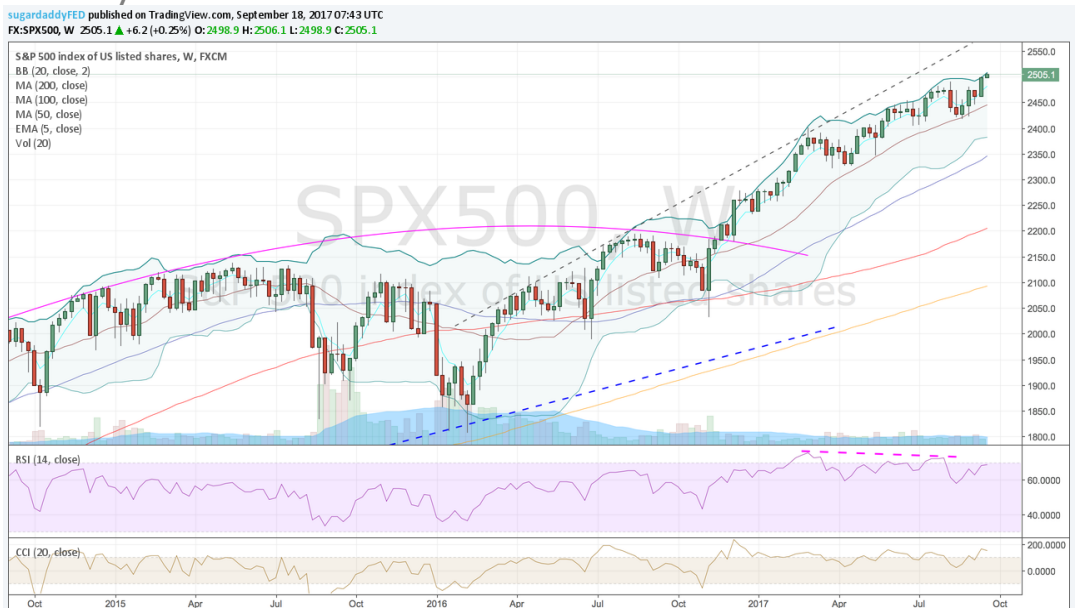 sugardaddyFED published on TradingView.com, September 18, 2017 07:43 UTC
FX:SPX500, W 2505.1 ▲ +6.2 (+0.25%) O:2498.9 H:2506.1 L:2498.9 C:2505.1
S&P 500 index of US listed shares, W, FXCM
BB (20, close, 2)
MA (200, close)
MA (100, close)
MA (50, close)
EMA (5, close)
Vol (20)
SPX500, W
S&P 500 index of US listed shares
2550.0
2505.1
2450.0
2400.0
2350.0
2300.0
2250.0
2200.0
2150.0
2100.0
2050.0
2000.0
1950.0
1900.0
1850.0
1800.0
RSI (14, close)
60.0000
40.0000
CCI (20, close)
200.0000
0.0000
Oct 2015 Apr Jul Oct 2016 Apr Jul Oct 2017 Apr Jul Oct